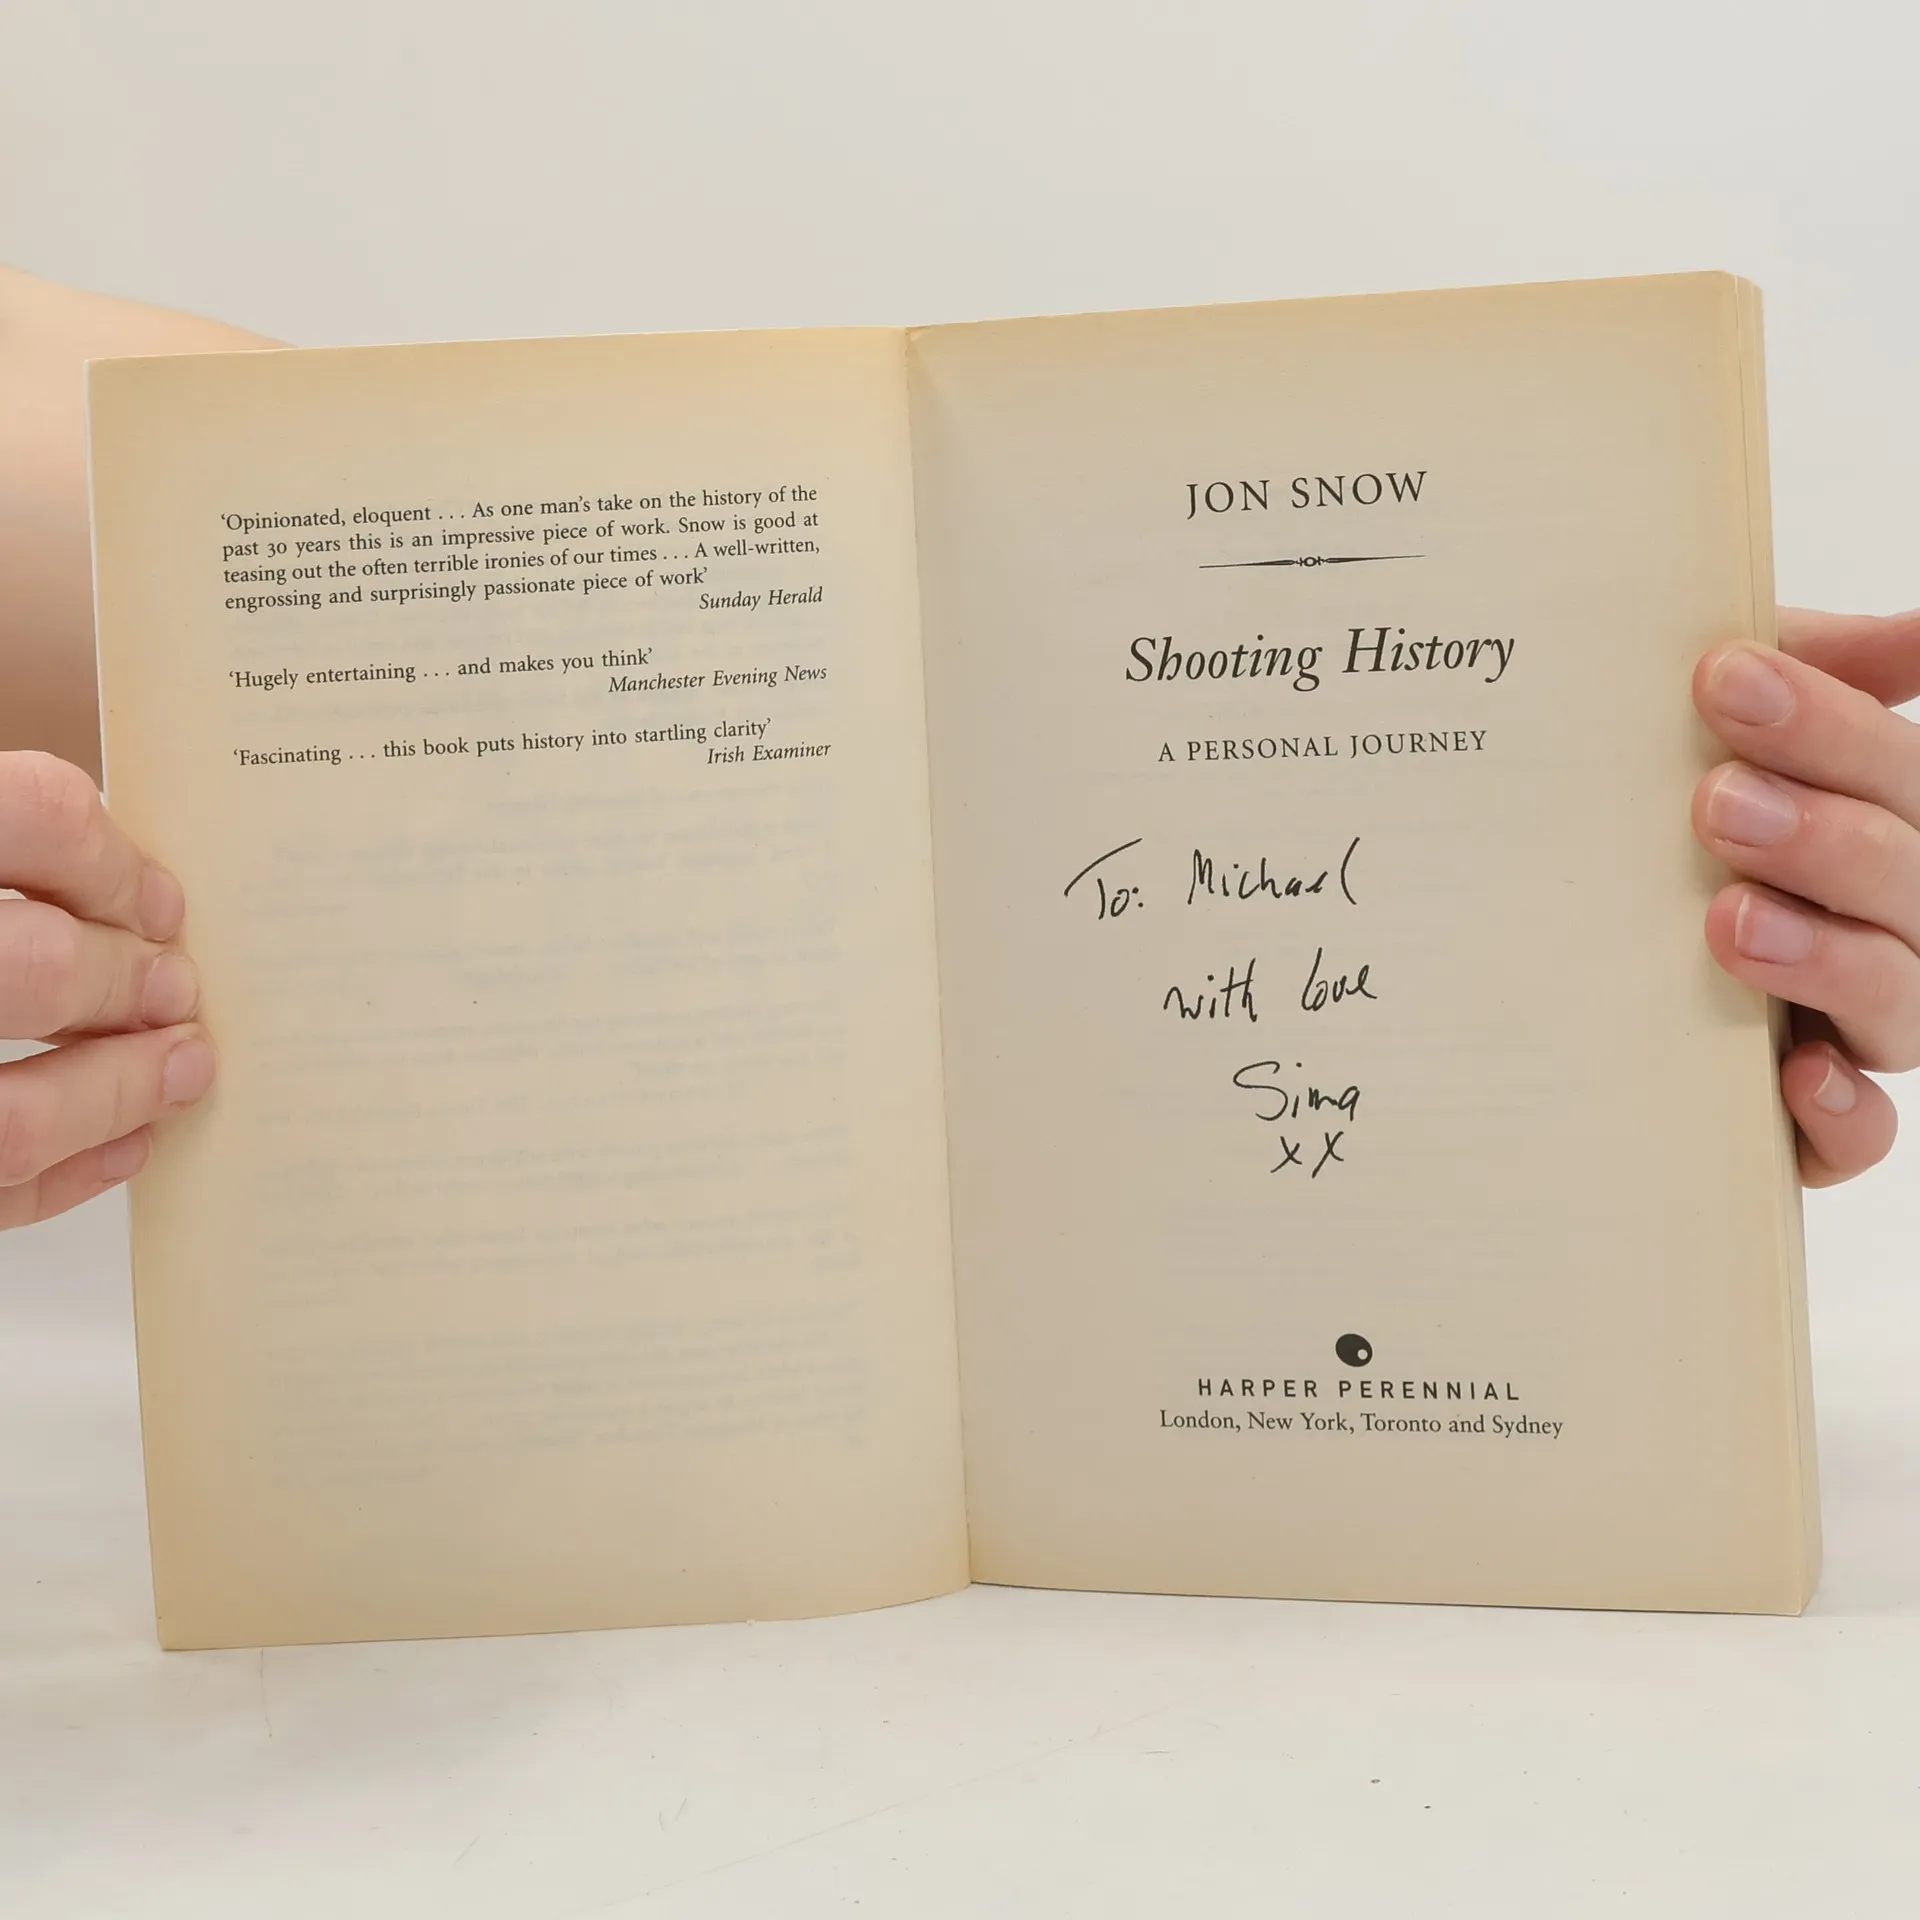 ‘Opinionated, eloquent . . . As one man’s take on the history of the
past 30 years this is an impressive piece of work. Snow is good at
teasing out the often terrible ironies of our times . . . A well-written,
engrossing and surprisingly passionate piece of work’
Sunday Herald
‘Hugely entertaining . . . and makes you think’
Manchester Evening News
‘Fascinating . . . this book puts history into startling clarity’
Irish Examiner
JON SNOW
Shooting History
A PERSONAL JOURNEY
To: Michael
with love
Sima
xx
HARPER PERENNIAL
London, New York, Toronto and Sydney